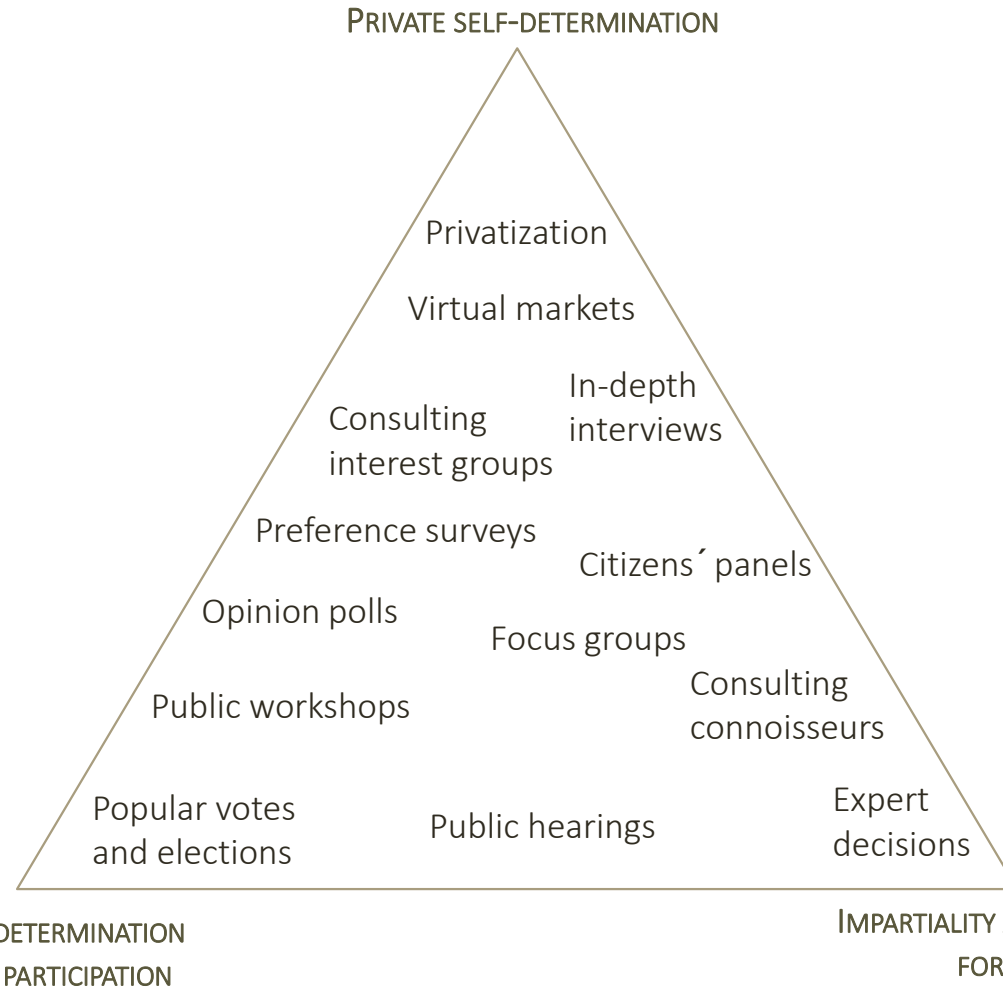 PRIVATE SELF-DETERMINATION
Privatization
Virtual markets
In-depth
interviews
Consulting
interest groups
Preference surveys
Citizens´ panels
Opinion polls
Focus groups
Consulting
connoisseurs
Public workshops
Popular votes
and elections
Public hearings
Expert
decisions
DETERMINATION
PARTICIPATION
IMPARTIALITY
FOR